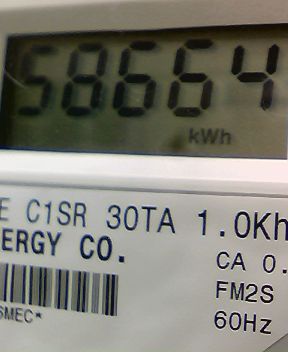 58664
kWh
E C1SR 30TA 1.0Kh
ERGY CO.
CA 0.
FM2S
SMEC*
60Hz